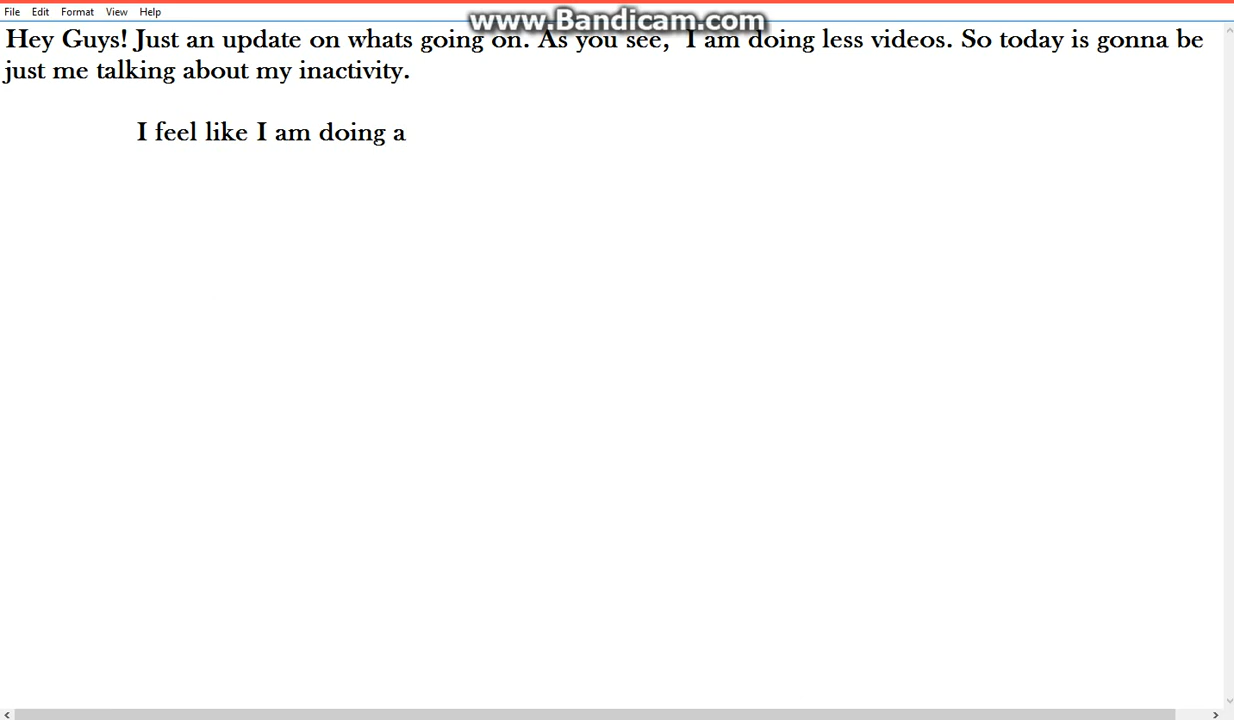 www.Bandicam.com
File Edit Format View Help
Hey Guys! Just an update on whats going on. As you see,  I am doing less videos. So today is gonna be
just me talking about my inactivity.
I feel like I am doing a